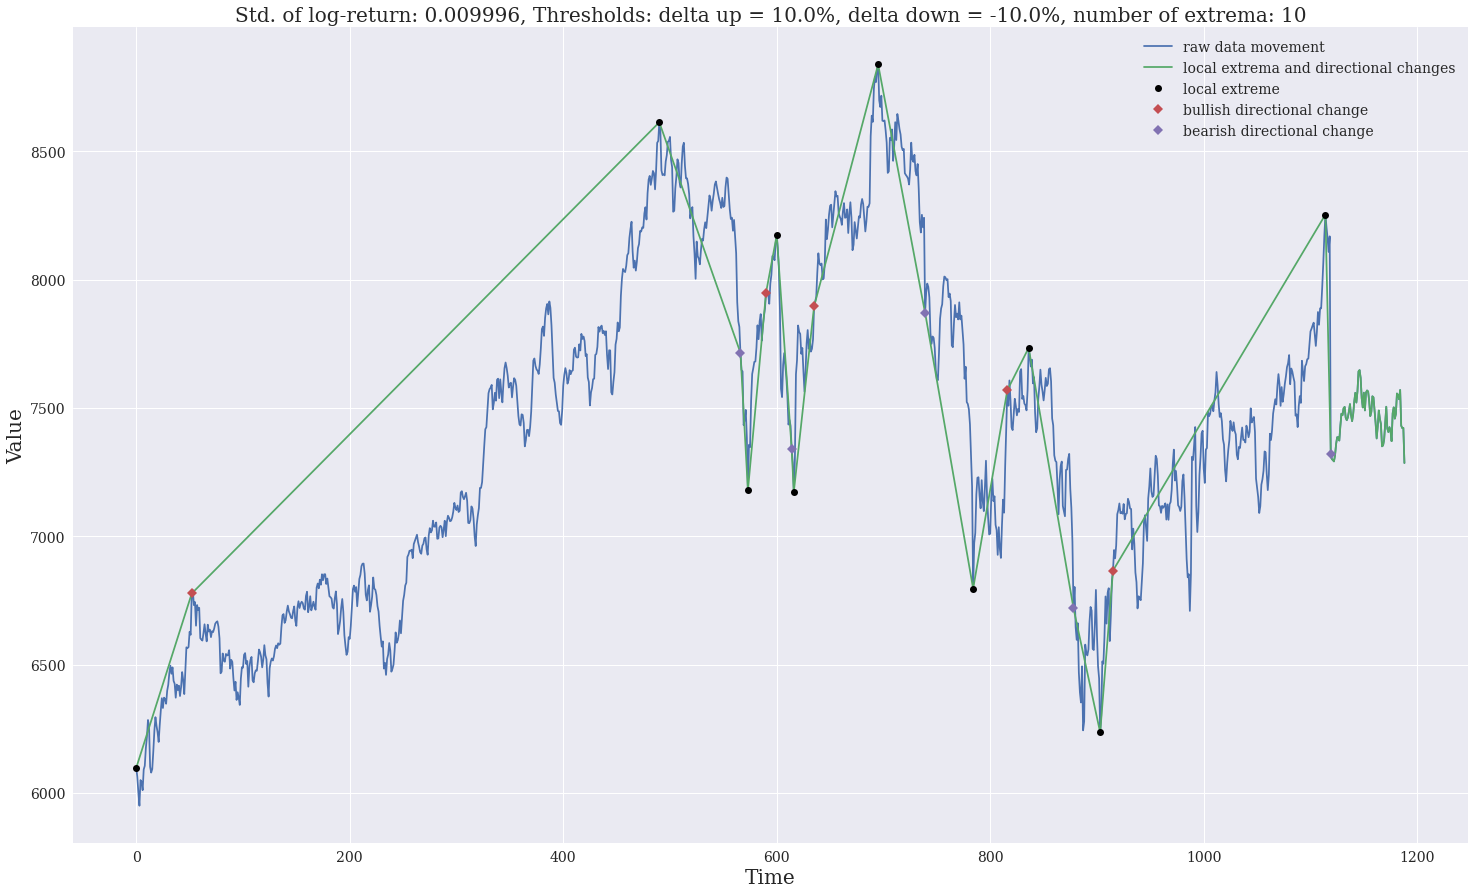 Std. of log-return: 0.009996, Thresholds: delta up = 10.0%, delta down = -10.0%, number of extrema: 10
raw data movement
local extrema and directional changes
local extreme
bullish directional change
bearish directional change
Value
8500
8000
7500
7000
6500
6000
0 200 400 600 800 1000 1200
Time